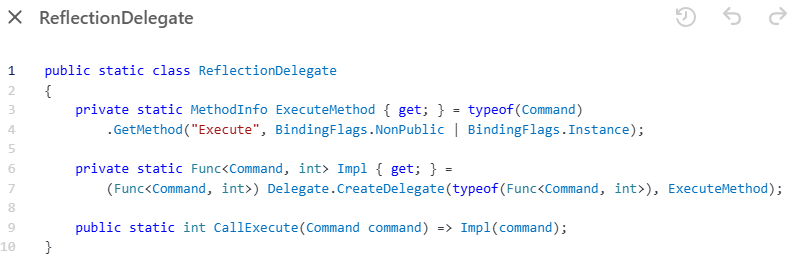 ReflectionDelegate
1 public static class ReflectionDelegate
2 {
3     private static MethodInfo ExecuteMethod { get; } = typeof(Command)
4         .GetMethod("Execute", BindingFlags.NonPublic | BindingFlags.Instance);
5
6     private static Func<Command, int> Impl { get; } =
7         (Func<Command, int>) Delegate.CreateDelegate(typeof(Func<Command, int>), ExecuteMethod);
8
9     public static int CallExecute(Command command) => Impl(command);
10 }